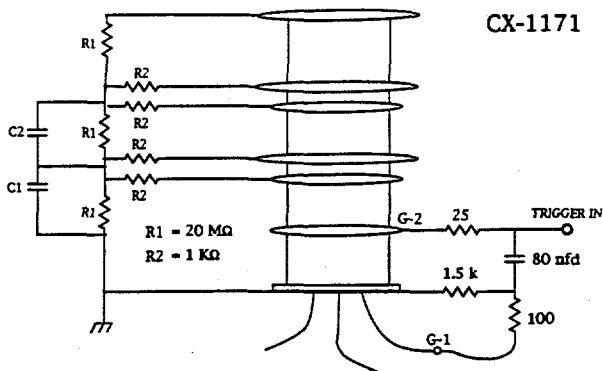 CX-1171
R1
R2
R2
C2
R1
R2
C1
R2
R1
R1 = 20 MΩ
R2 = 1 KΩ
G-2
25
TRIGGER IN
80 nfd
1.5 k
100
G-1